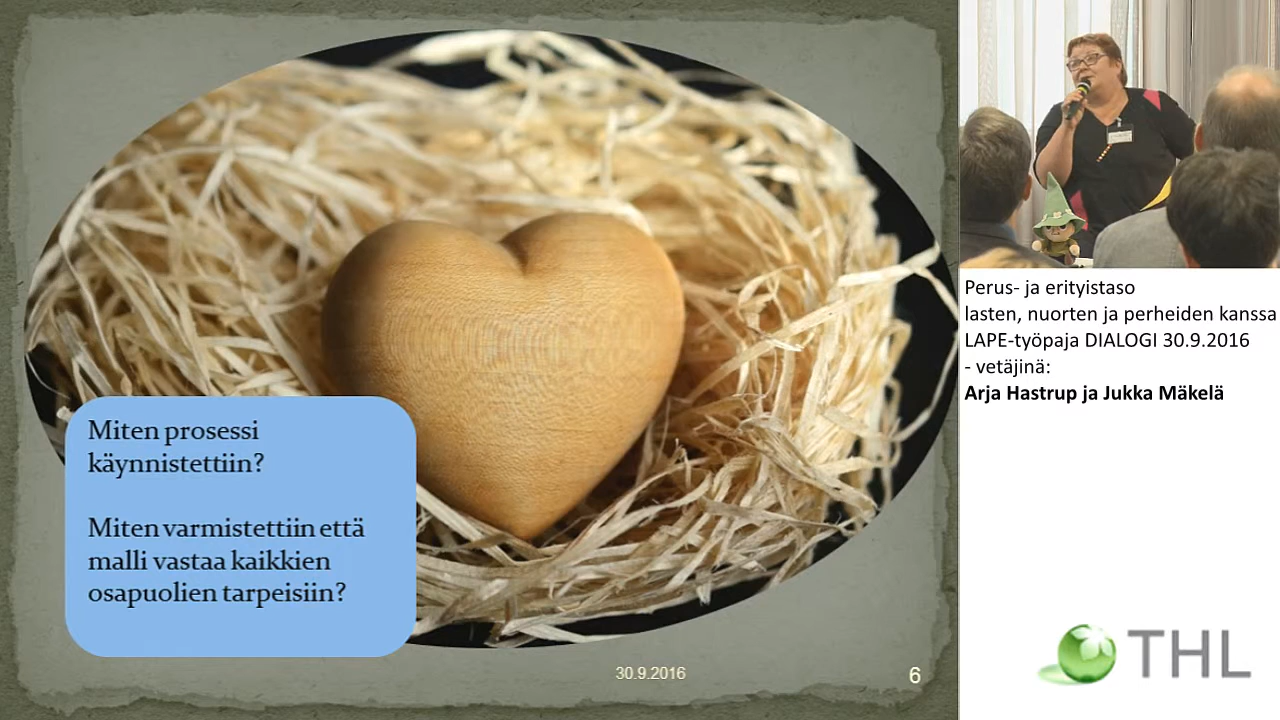 Miten prosessi
käynnistettiin?
Miten varmistettiin että
malli vastaa kaikkien
osapuolien tarpeisiin?
30.9.2016
6
Perus- ja erityistaso
lasten, nuorten ja perheiden kanssa
LAPE-työpaja DIALOGI 30.9.2016
- vetäjinä:
Arja Hastrup ja Jukka Mäkelä
THL